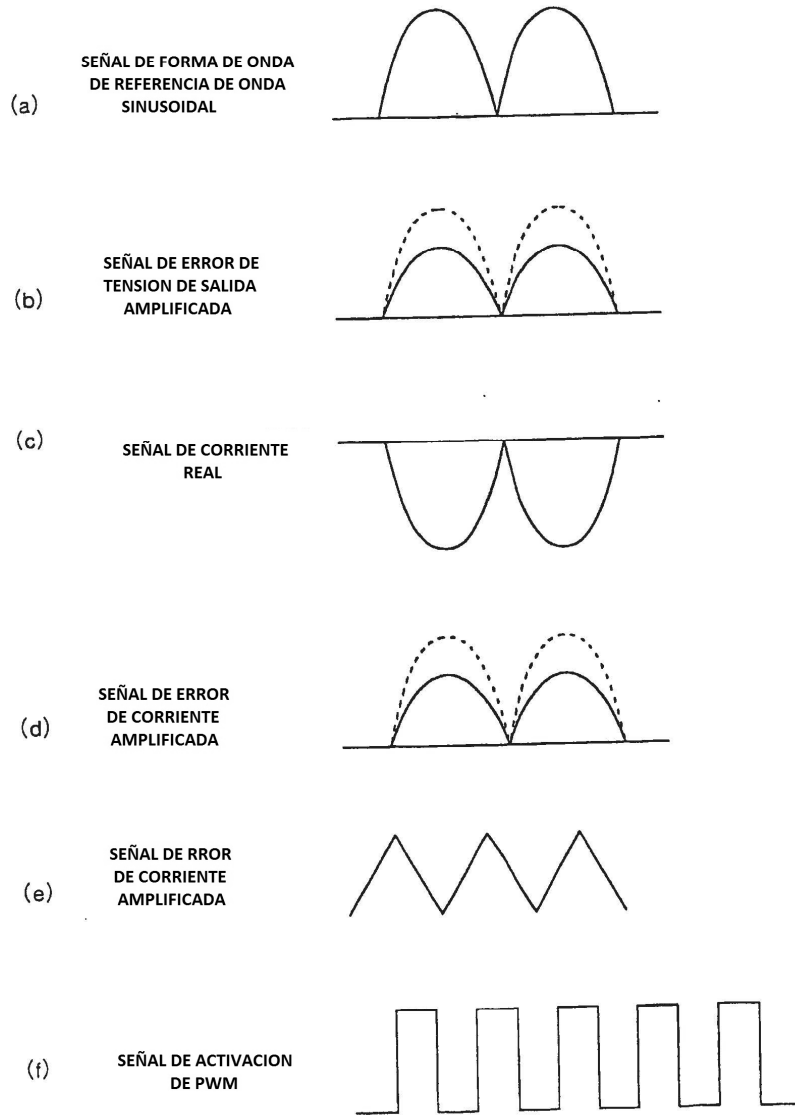 (a)
SEÑAL DE FORMA DE ONDA
DE REFERENCIA DE ONDA
SINUSOIDAL
(b)
SEÑAL DE ERROR DE
TENSION DE SALIDA
AMPLIFICADA
(c)
SEÑAL DE CORRIENTE
REAL
(d)
SEÑAL DE ERROR
DE CORRIENTE
AMPLIFICADA
(e)
SEÑAL DE RROR
DE CORRIENTE
AMPLIFICADA
(f)
SEÑAL DE ACTIVACION
DE PWM